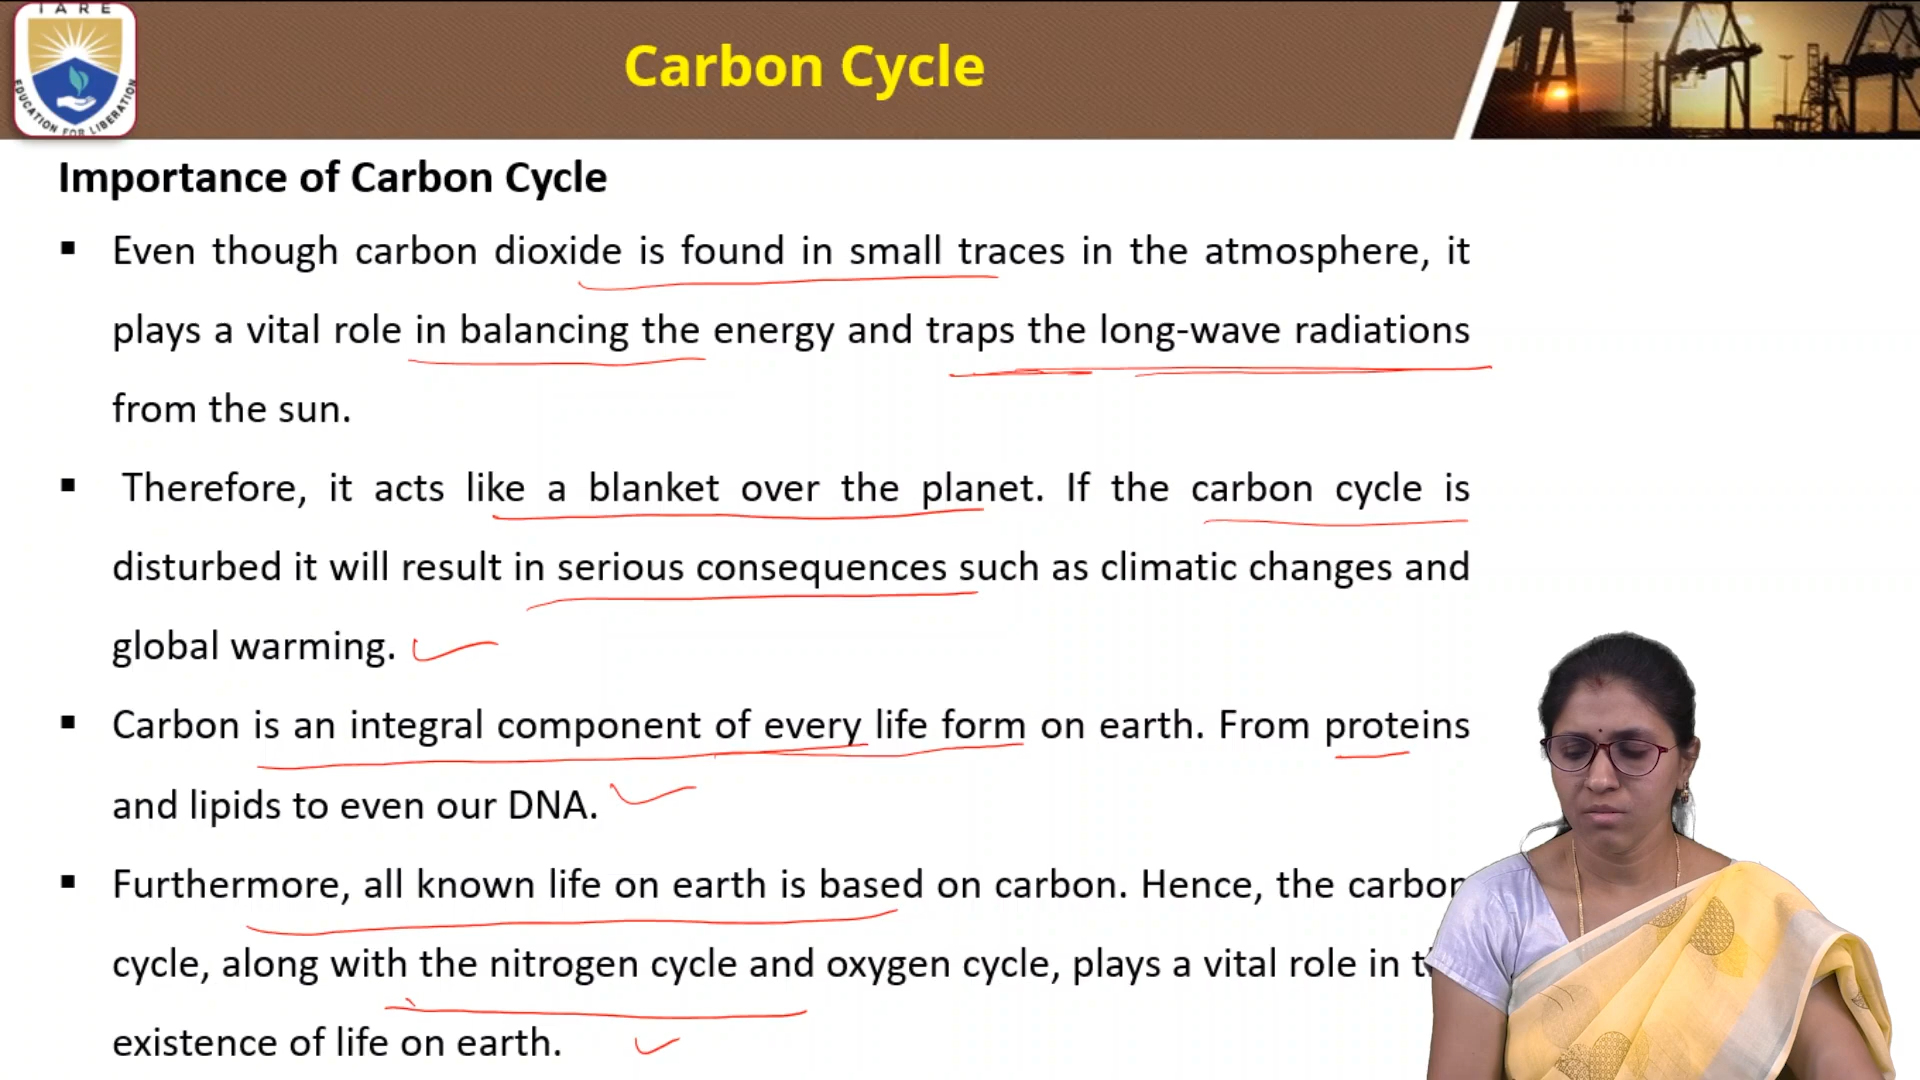 IARE
EDUCATION FOR LIBERATION
Carbon Cycle
Importance of Carbon Cycle
▪ Even though carbon dioxide is found in small traces in the atmosphere, it
plays a vital role in balancing the energy and traps the long-wave radiations
from the sun.
▪ Therefore, it acts like a blanket over the planet. If the carbon cycle is
disturbed it will result in serious consequences such as climatic changes and
global warming.
▪ Carbon is an integral component of every life form on earth. From proteins
and lipids to even our DNA.
▪ Furthermore, all known life on earth is based on carbon. Hence, the carbon
cycle, along with the nitrogen cycle and oxygen cycle, plays a vital role in
existence of life on earth.